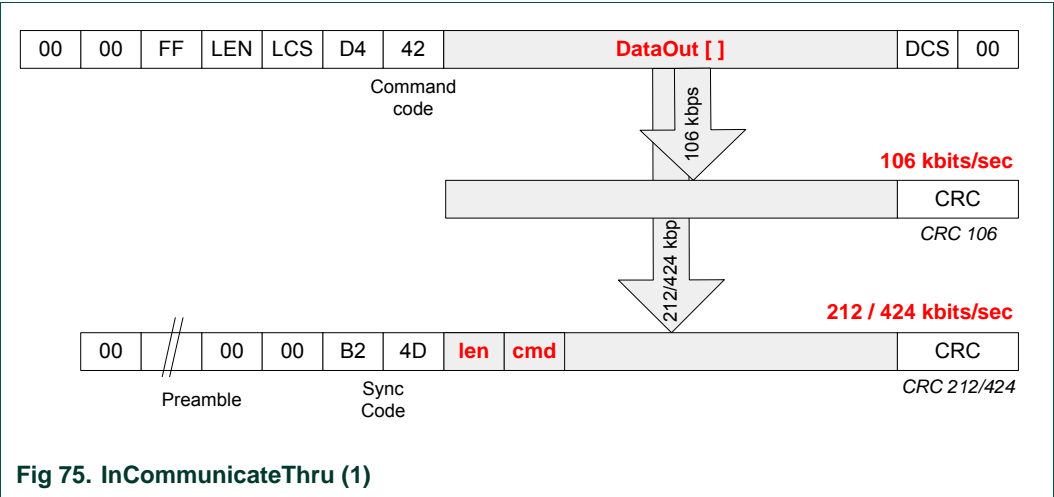 00 00 FF LEN LCS D4 42 DataOut [ ] DCS 00
Command
code
106 kbps
106 kbits/sec
CRC
CRC 106
212/424 kbp
212 / 424 kbits/sec
00 00 00 B2 4D len cmd CRC
Preamble
Sync
Code
CRC 212/424
Fig 75. InCommunicateThru (1)